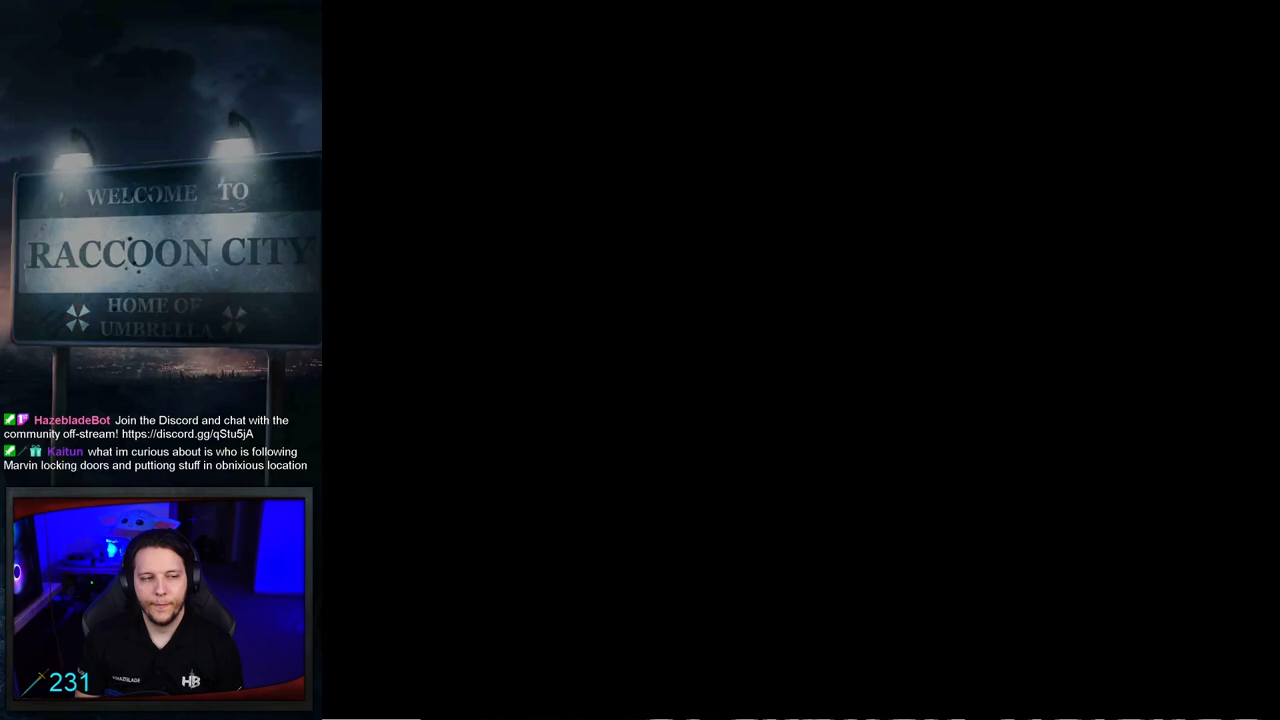 WELCOME TO
RACCOON CITY
HOME OF
UMBRELLA
HazebladeBot Join the Discord and chat with the
community off-stream! https://discord.gg/qStu5jA
Kaitun what im curious about is who is following
Marvin locking doors and puttiong stuff in obnixious location
HAZEBLADE
HB
231